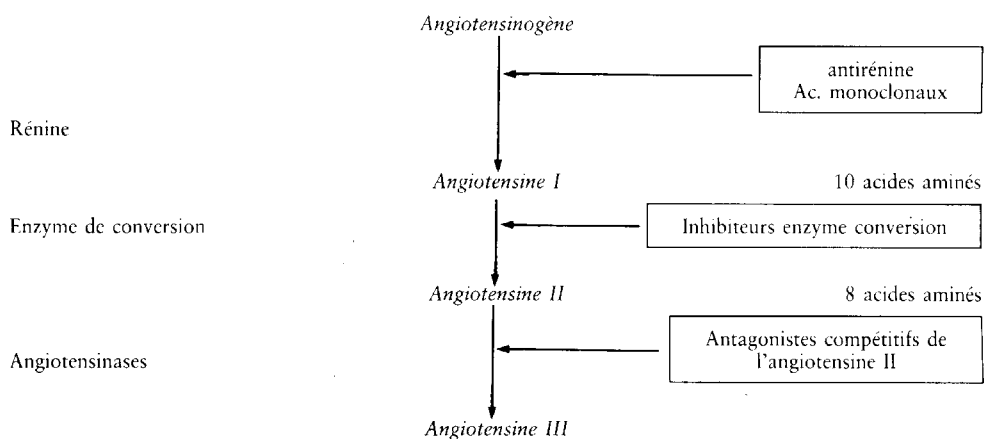 Angiotensinogène
antirénine
Ac. monoclonaux
Rénine
Angiotensine I
10 acides aminés
Enzyme de conversion
Inhibiteurs enzyme conversion
Angiotensine II
8 acides aminés
Antagonistes compétitifs de
l'angiotensine II
Angiotensinases
Angiotensine III